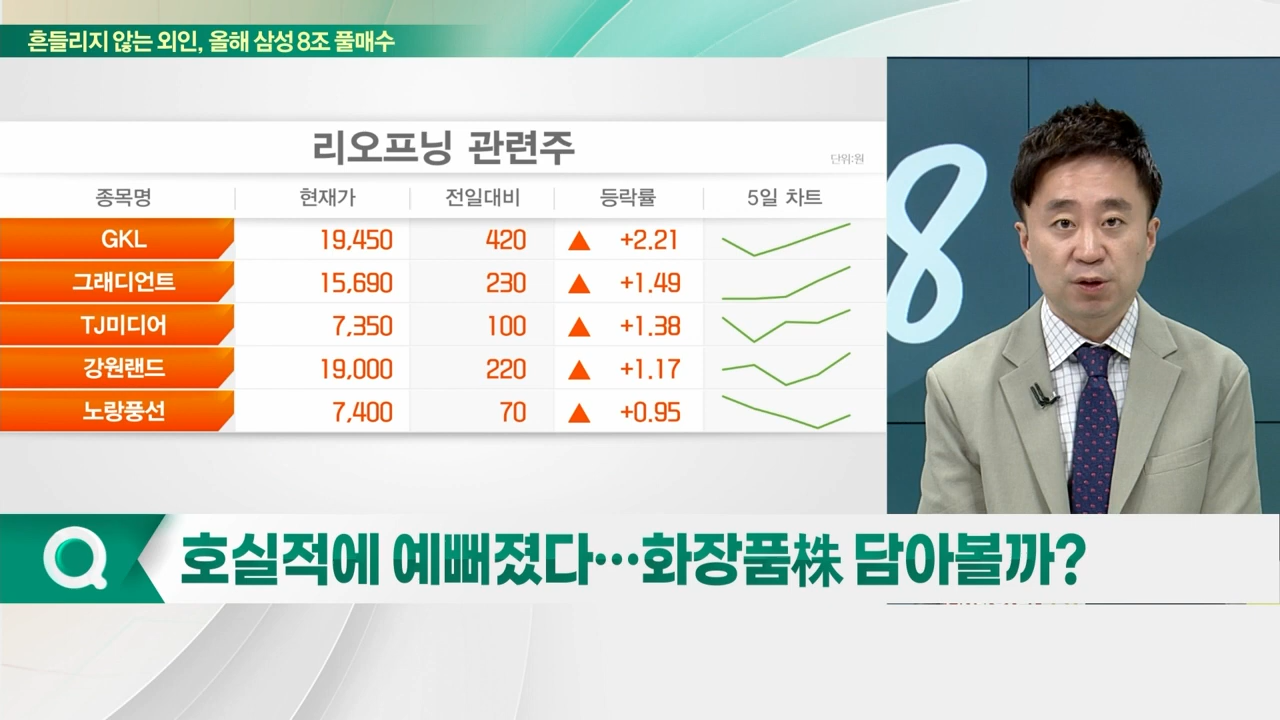 흔들리지 않는 외인, 올해 삼성 8조 풀매수
리오프닝 관련주
단위:원
종목명 현재가 전일대비 등락률 5일 차트
GKL 19,450 420 ▲ +2.21
그래디언트 15,690 230 ▲ +1.49
TJ미디어 7,350 100 ▲ +1.38
강원랜드 19,000 220 ▲ +1.17
노랑풍선 7,400 70 ▲ +0.95
8
호실적에 예뻐졌다…화장품株 담아볼까?